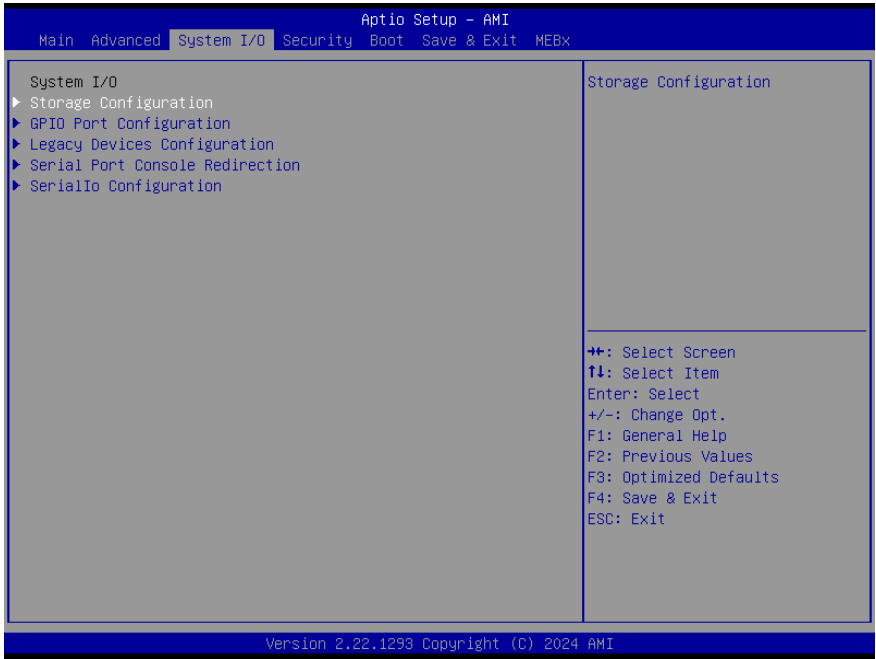 Aptio Setup – AMI
Main Advanced System I/O Security Boot Save & Exit MEBx
System I/O
Storage Configuration
GPIO Port Configuration
Legacy Devices Configuration
Serial Port Console Redirection
SerialIo Configuration
Storage Configuration
→←: Select Screen
↑↓: Select Item
Enter: Select
+/-: Change Opt.
F1: General Help
F2: Previous Values
F3: Optimized Defaults
F4: Save & Exit
ESC: Exit
Version 2.22.1293 Copyright (C) 2024 AMI